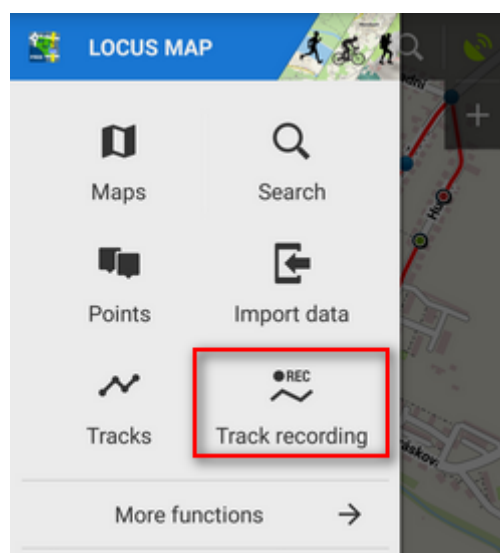 LOCUS MAP
Maps
Search
Points
Import data
REC
Tracks
Track recording
More functions